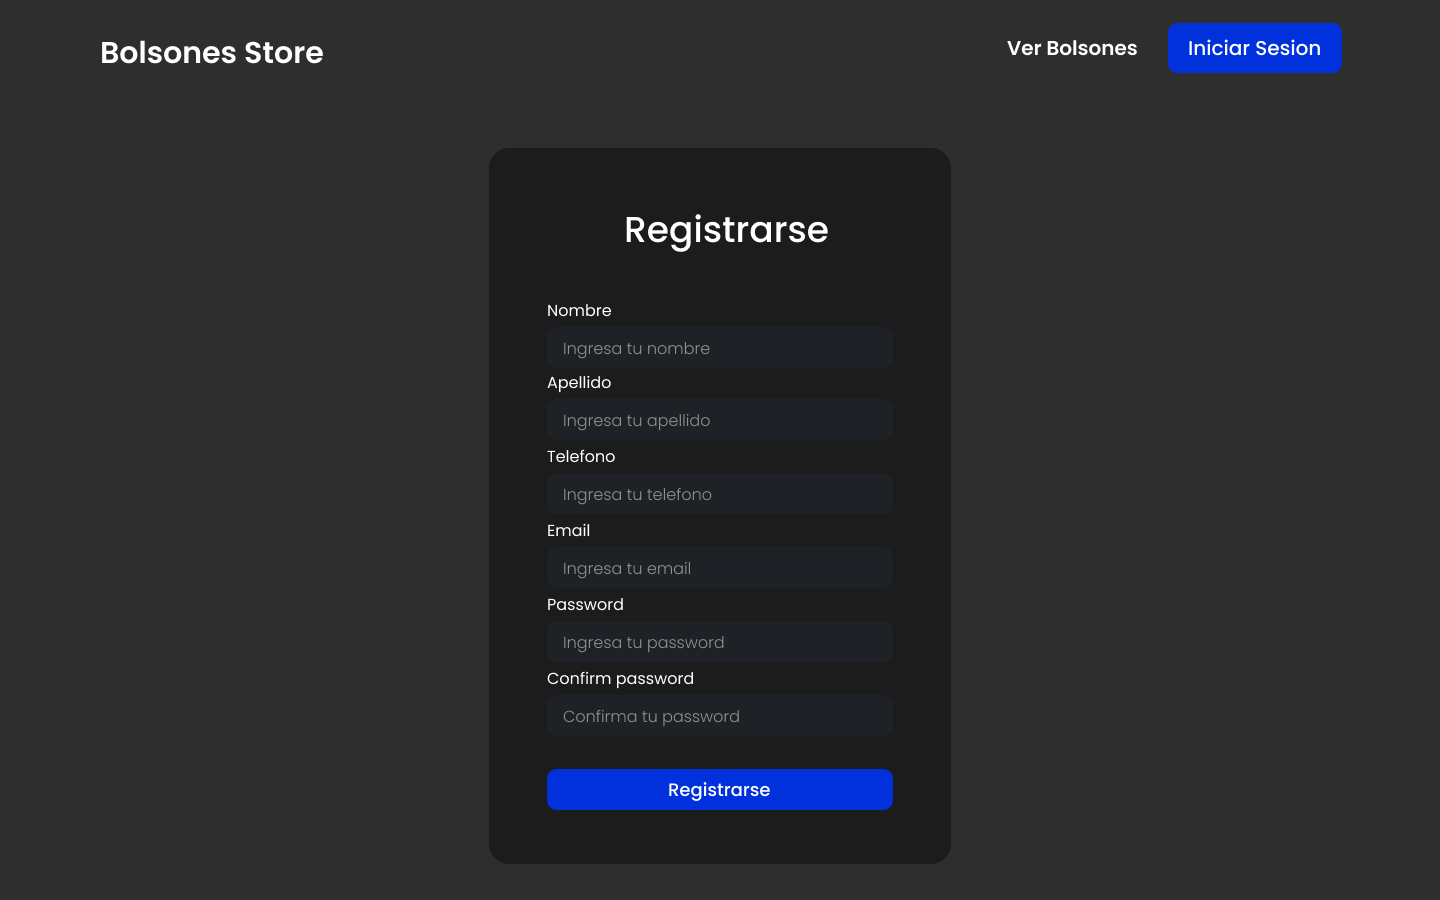 Bolsones Store
Ver Bolsones
Iniciar Sesion
Registrarse
Nombre
Ingresa tu nombre
Apellido
Ingresa tu apellido
Telefono
Ingresa tu telefono
Email
Ingresa tu email
Password
Ingresa tu password
Confirm password
Confirma tu password
Registrarse